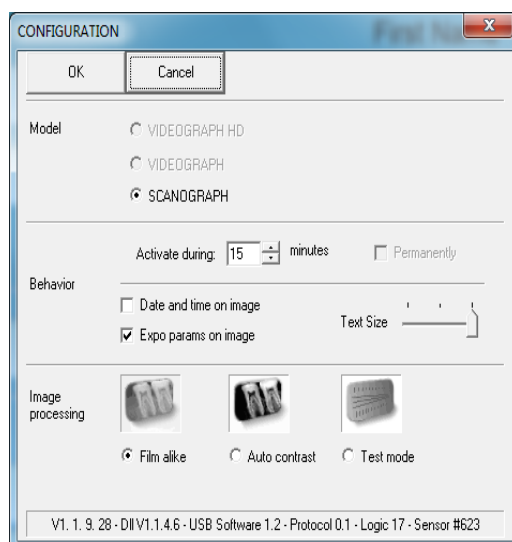 CONFIGURATION
First Name
X
OK Cancel
Model
VIDEOGRAPH HD
VIDEOGRAPH
SCANOGRAPH
Activate during: 15 minutes Permanently
Behavior
Date and time on image
Expo params on image
Text Size
Image
processing
Film alike Auto contrast Test mode
V1. 1. 9. 28 - Dll V1.1.4.6 - USB Software 1.2 - Protocol 0.1 - Logic 17 - Sensor #623